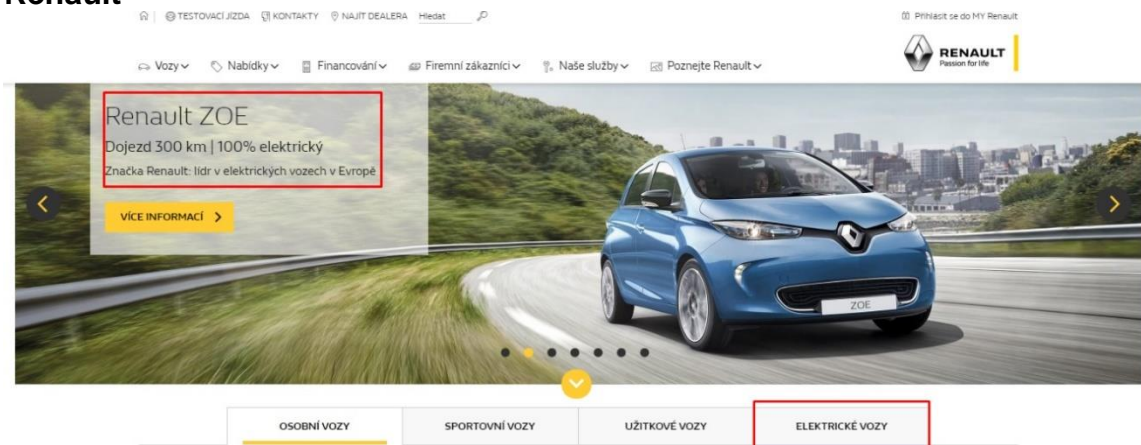 Renault
TESTOVACÍ JÍZDA KONTAKTY NAJÍT DEALERA Hledat
Přihlásit se do MY Renault
Vozy Nabídky Financování Firemní zákazníci Naše služby Poznejte Renault
RENAULT
Passion for life
Renault ZOE
Dojezd 300 km | 100% elektrický
Značka Renault: lídr v elektrických vozech v Evropě
VÍCE INFORMACÍ
ZOE
OSOBNÍ VOZY SPORTOVNÍ VOZY UŽITKOVÉ VOZY ELEKTRICKÉ VOZY